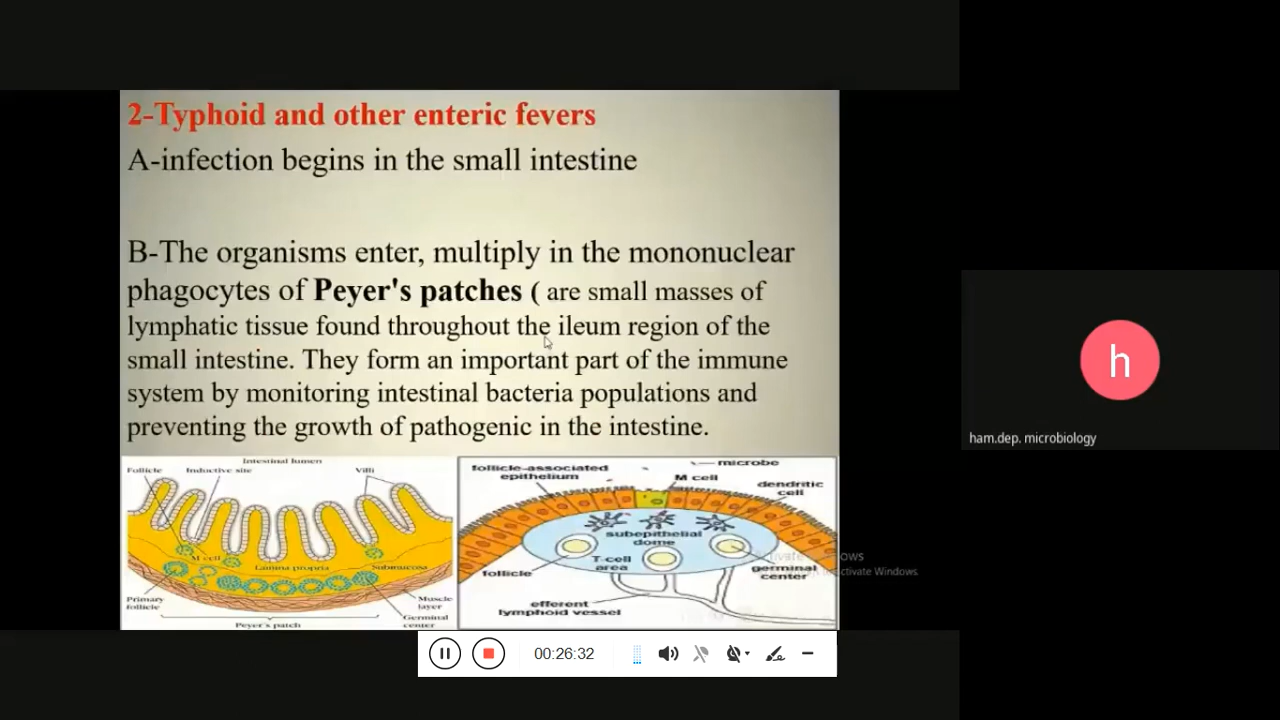 2-Typhoid and other enteric fevers
A-infection begins in the small intestine
B-The organisms enter, multiply in the mononuclear
phagocytes of Peyer's patches ( are small masses of
lymphatic tissue found throughout the ileum region of the
small intestine. They form an important part of the immune
system by monitoring intestinal bacteria populations and
preventing the growth of pathogenic in the intestine.
Intestinal lumen
Follicle Inductive site Villi
M cell
Lamina propria Submucosa
Primary
follicle
Muscle
layer
Germinal
center
Peyer's patch
microbe
follicle-associated
epithelium
M cell
dendritic
cell
subepithelial
dome
T-cell
area
follicle
germinal
center
efferent
lymphoid vessel
h
ham.dep. microbiology
00:26:32